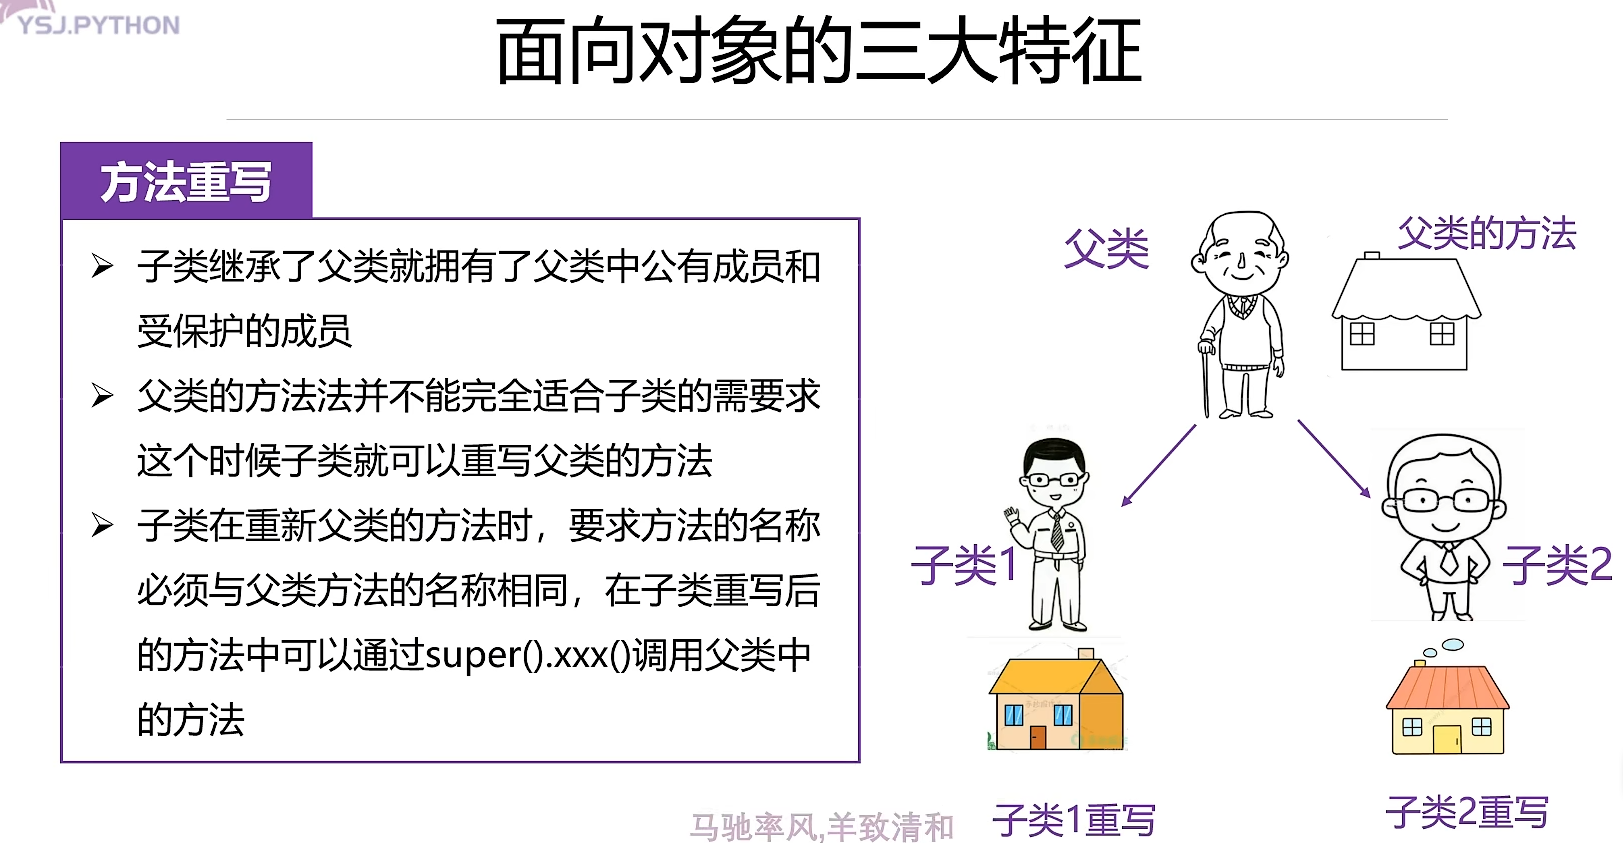 YSJ.PYTHON
面向对象的三大特征
方法重写
子类继承了父类就拥有了父类中公有成员和
受保护的成员
父类的方法法并不能完全适合子类的需要求
这个时候子类就可以重写父类的方法
子类在重新父类的方法时，要求方法的名称
必须与父类方法的名称相同，在子类重写后
的方法中可以通过super().xxx()调用父类中
的方法
父类
父类的方法
子类1
子类2
子类1重写
子类2重写
马驰率风,羊致清和